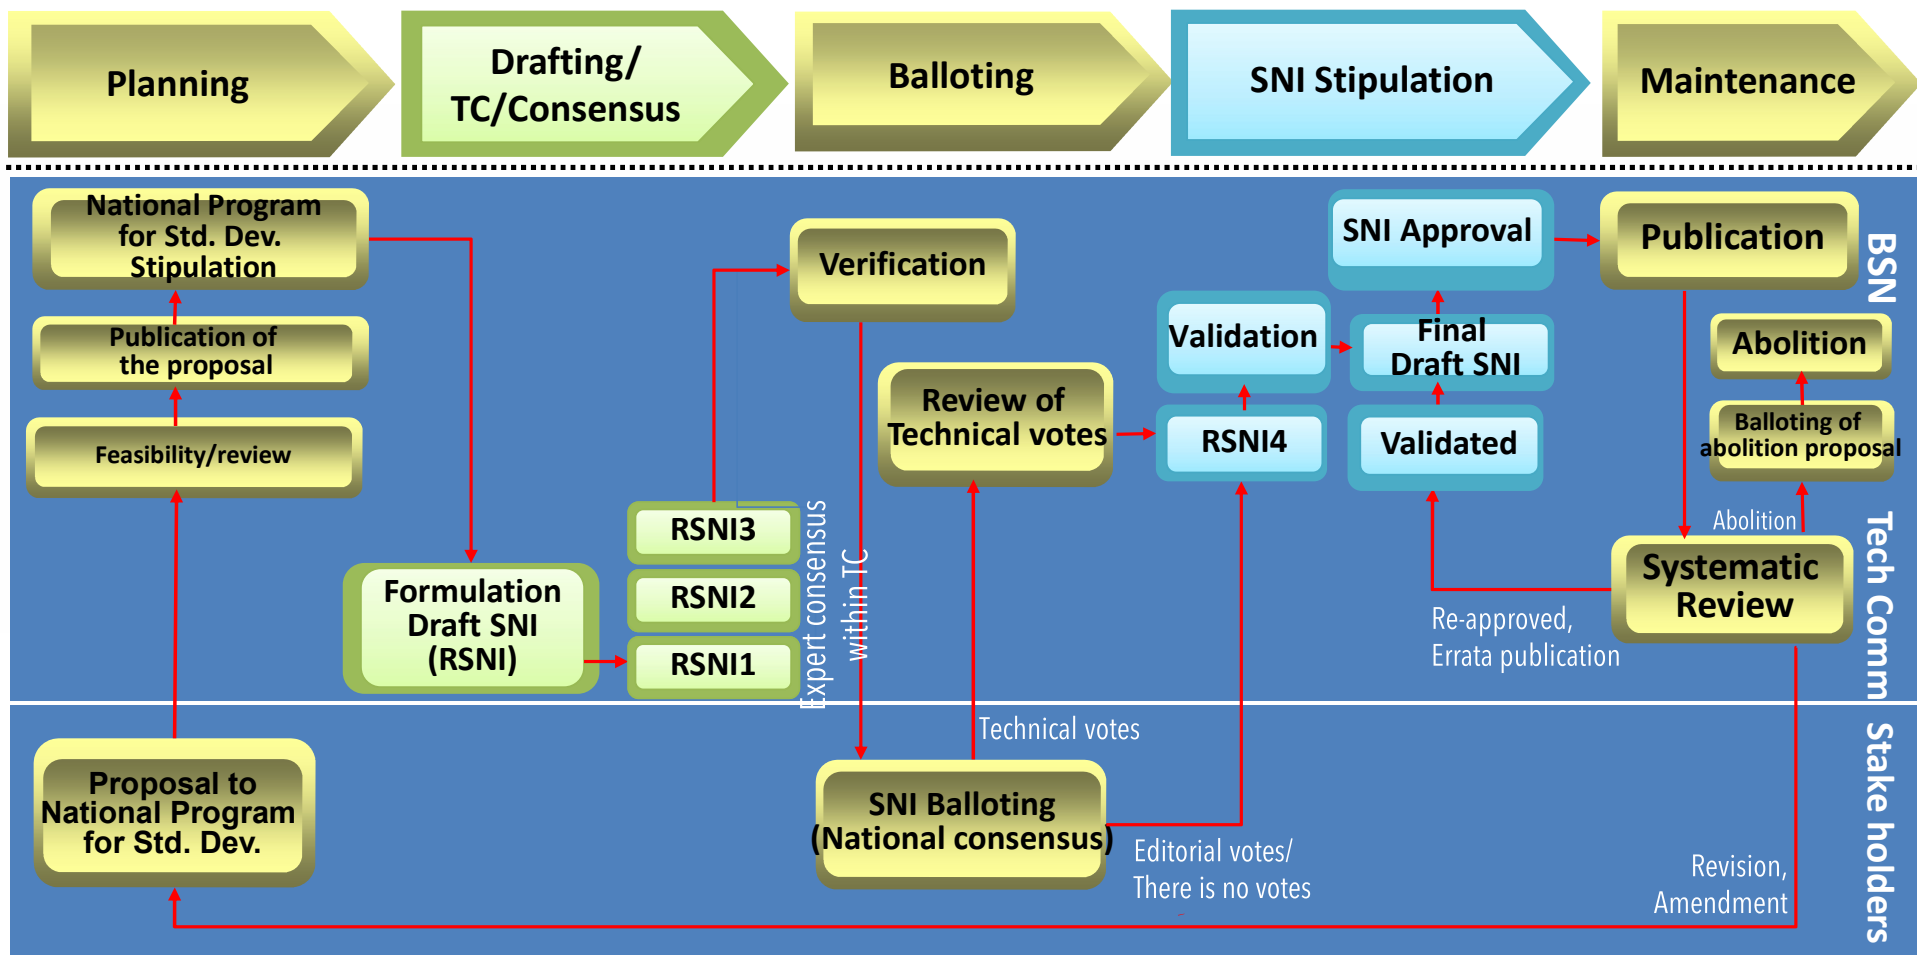 Planning
Drafting/
TC/Consensus
Balloting
SNI Stipulation
Maintenance
National Program
for Std. Dev.
Stipulation
Publication of
the proposal
Feasibility/review
Proposal to
National Program
for Std. Dev.
Formulation
Draft SNI
(RSNI)
RSNI3
RSNI2
RSNI1
Expert consensus
within TC
Verification
Review of
Technical votes
Technical votes
SNI Balloting
(National consensus)
Editorial votes/
There is no votes
SNI Approval
Validation
Final
Draft SNI
RSNI4
Validated
Re-approved,
Errata publication
Publication
Abolition
Balloting of
abolition proposal
Abolition
Systematic
Review
Revision,
Amendment
BSN
Tech Comm
Stake holders